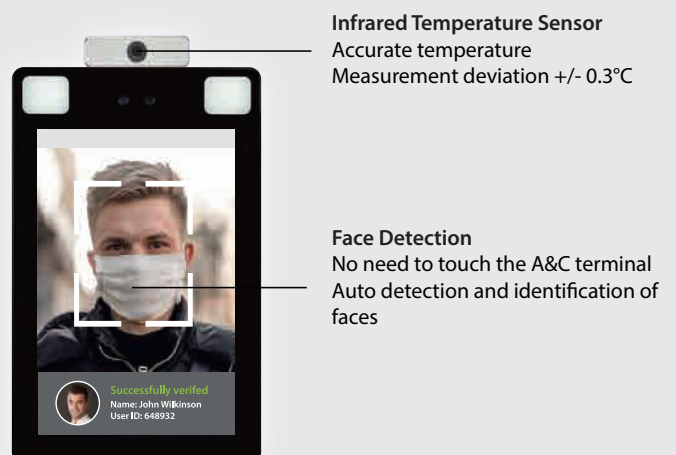 Infrared Temperature Sensor
Accurate temperature
Measurement deviation +/- 0.3°C
Face Detection
No need to touch the A&C terminal
Auto detection and identification of
faces
Successfully verifed
Name: John Wilkinson
User ID: 648932